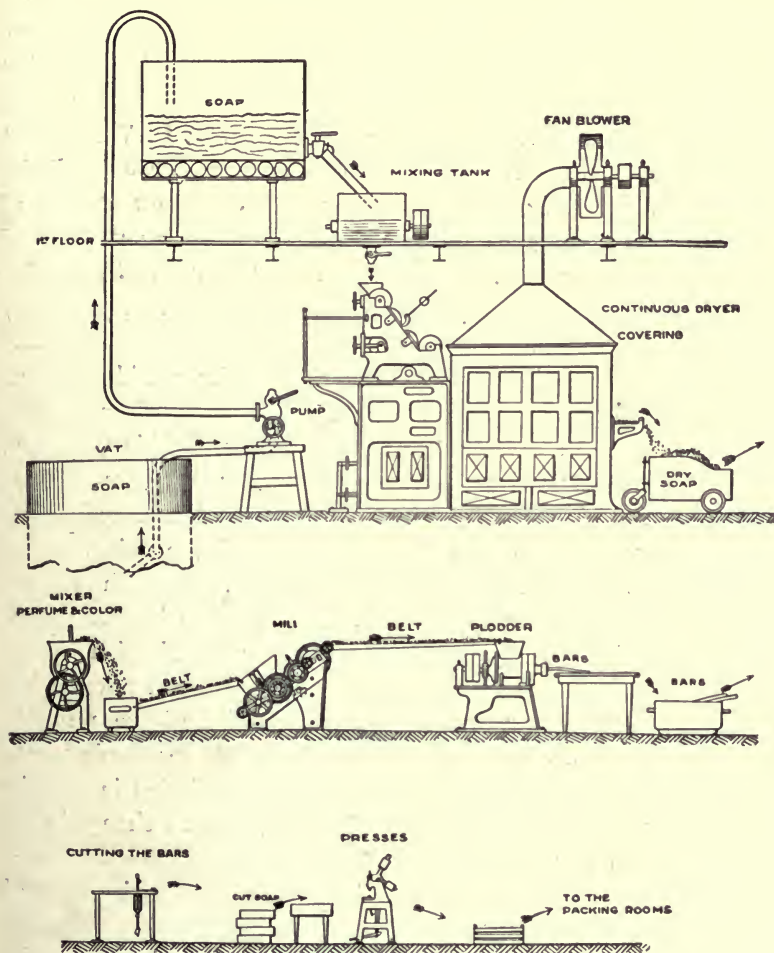 SOAP
FAN BLOWER
MIXING TANK
1ST FLOOR
CONTINUOUS DRYER
COVERING
PUMP
VAT
SOAP
DRY
SOAP
MIXER
PERFUME & COLOR
MILL
BELT
PLODDER
BELT
BARS
BARS
PRESSES
CUTTING THE BARS
CUT SOAP
TO THE
PACKING ROOMS